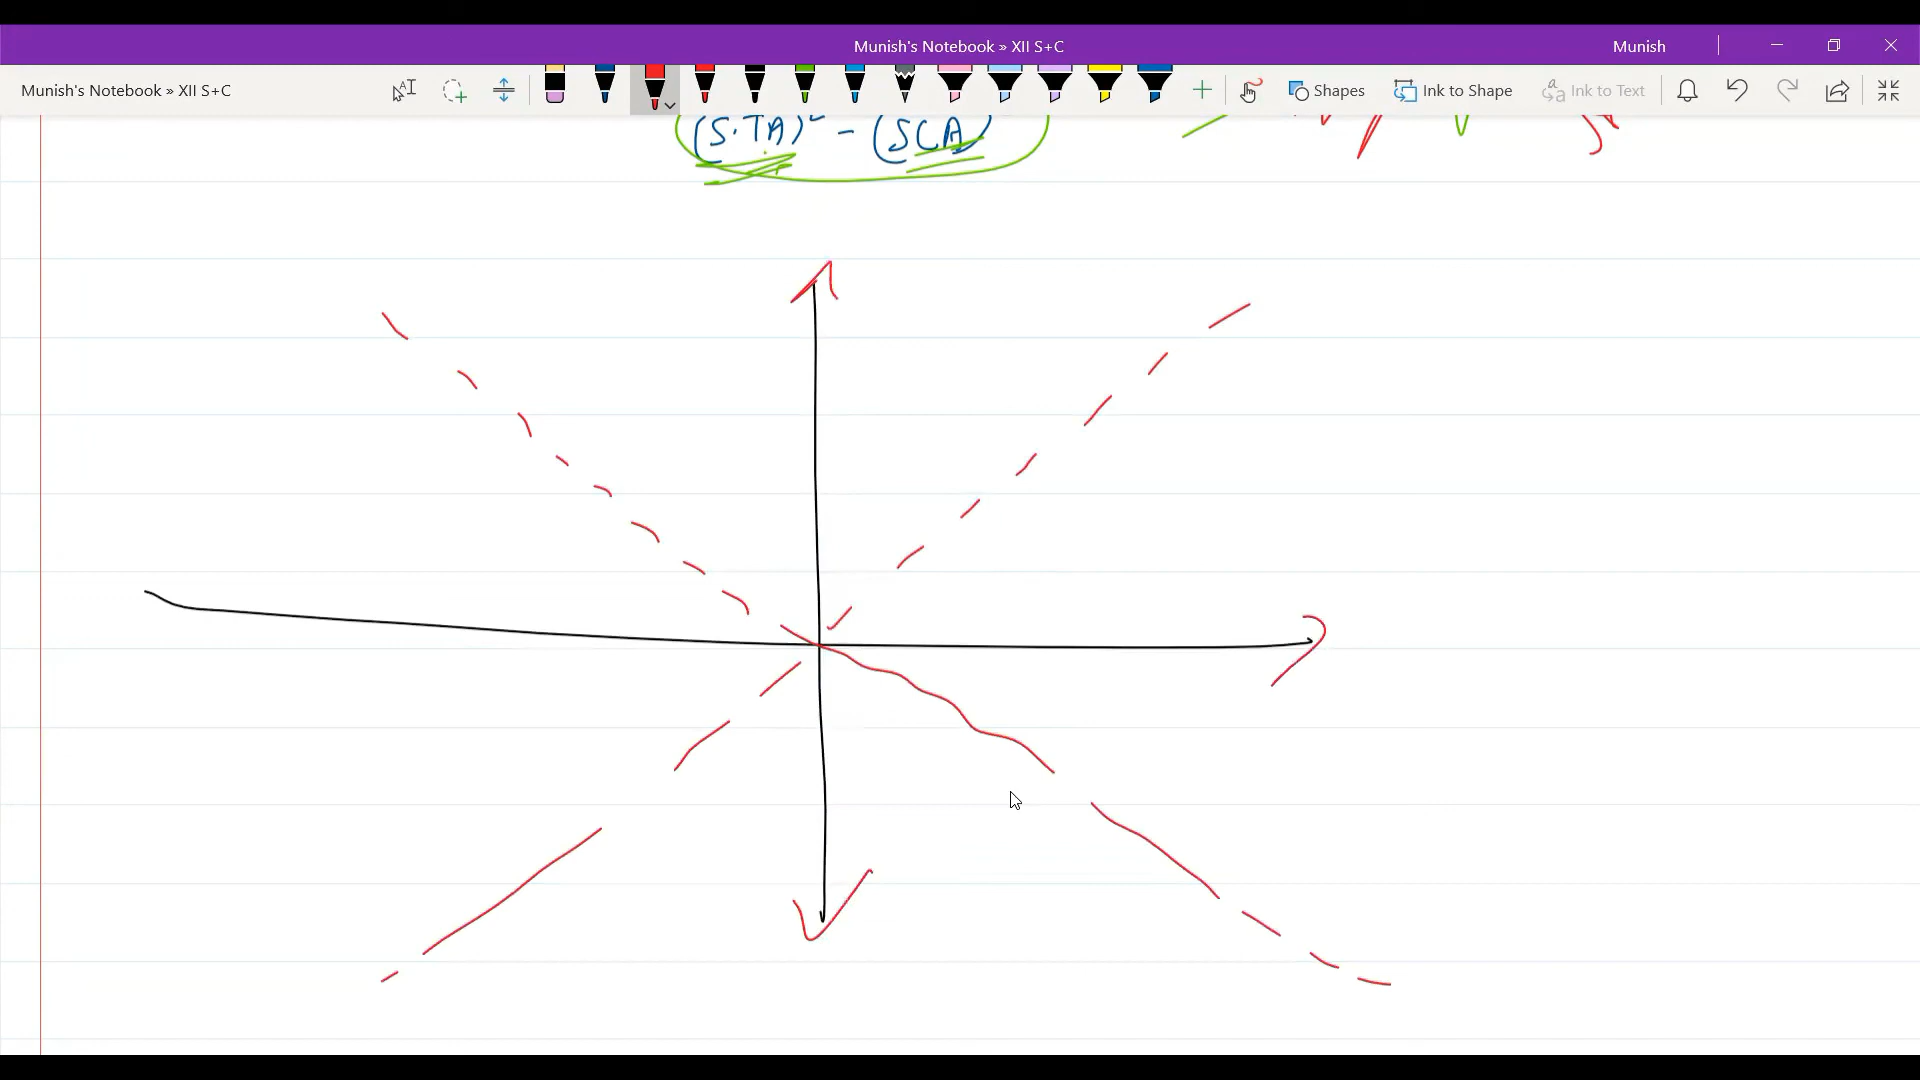 Munish's Notebook » XII S+C
Munish
Munish's Notebook » XII S+C
Shapes
Ink to Shape
Ink to Text
(S.TA)² - (SCA)